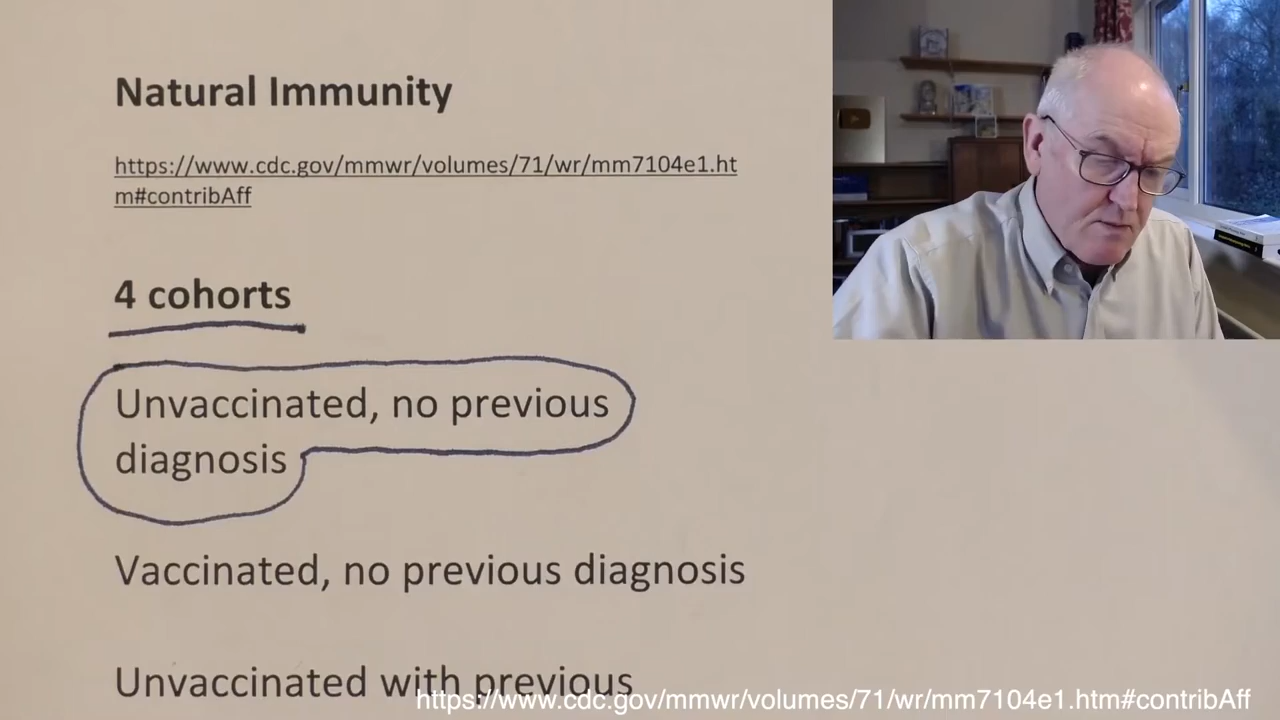 Natural Immunity
https://www.cdc.gov/mmwr/volumes/71/wr/mm7104e1.ht
m#contribAff
4 cohorts
Unvaccinated, no previous
diagnosis
Vaccinated, no previous diagnosis
Unvaccinated with previous
https://www.cdc.gov/mmwr/volumes/71/wr/mm7104e1.htm#contribAff